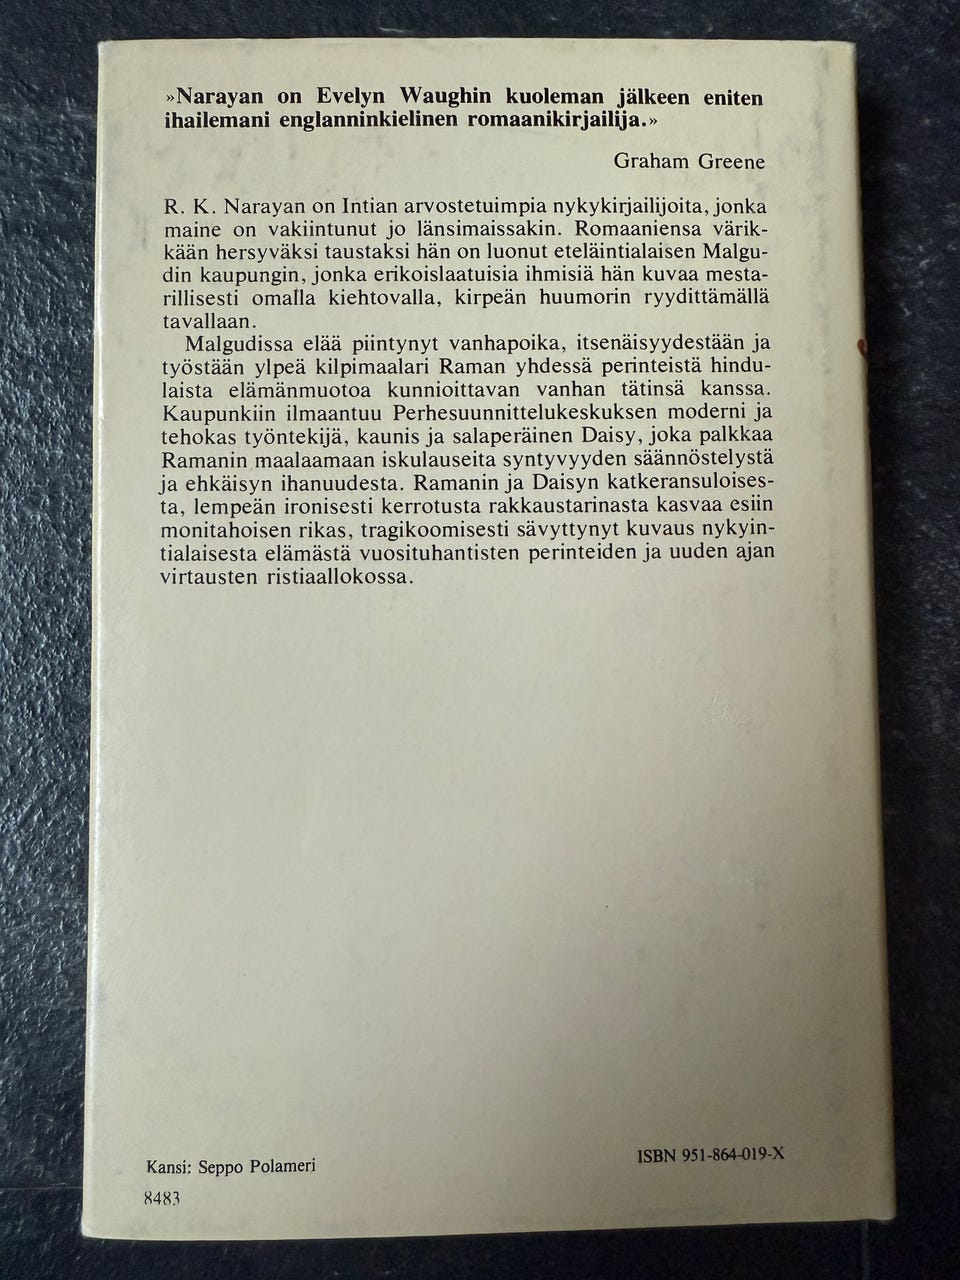 »Narayan on Evelyn Waughin kuoleman jälkeen eniten
ihailemani englanninkielinen romaanikirjailija.»
Graham Greene
R. K. Narayan on Intian arvostetuimpia nykykirjailijoita, jonka
maine on vakiintunut jo länsimaissakin. Romaaniensa värik-
kään hersyväksi taustaksi hän on luonut eteläintialaisen Malgu-
din kaupungin, jonka erikoislaatuisia ihmisiä hän kuvaa mesta-
rillisesti omalla kiehtovalla, kirpeän huumorin ryydittämällä
tavallaan.
Malgudissa elää piintynyt vanhapoika, itsenäisyydestään ja
työstään ylpeä kilpimaalari Raman yhdessä perinteistä hindu-
laista elämänmuotoa kunnioittavan vanhan tätinsä kanssa.
Kaupunkiin ilmaantuu Perhesuunnittelukeskuksen moderni ja
tehokas työntekijä, kaunis ja salaperäinen Daisy, joka palkkaa
Ramanin maalaamaan iskulauseita syntyvyyden säännöstelystä
ja ehkäisyn ihanuudesta. Ramanin ja Daisyn katkeransuloises-
ta, lempeän ironisesti kerrotusta rakkaustarinasta kasvaa esiin
monitahoisen rikas, tragikoomisesti sävyttynyt kuvaus nykyin-
tialaisesta elämästä vuosituhantisten perinteiden ja uuden ajan
virtausten ristiaallokossa.
Kansi: Seppo Polameri
ISBN 951-864-019-X
8483